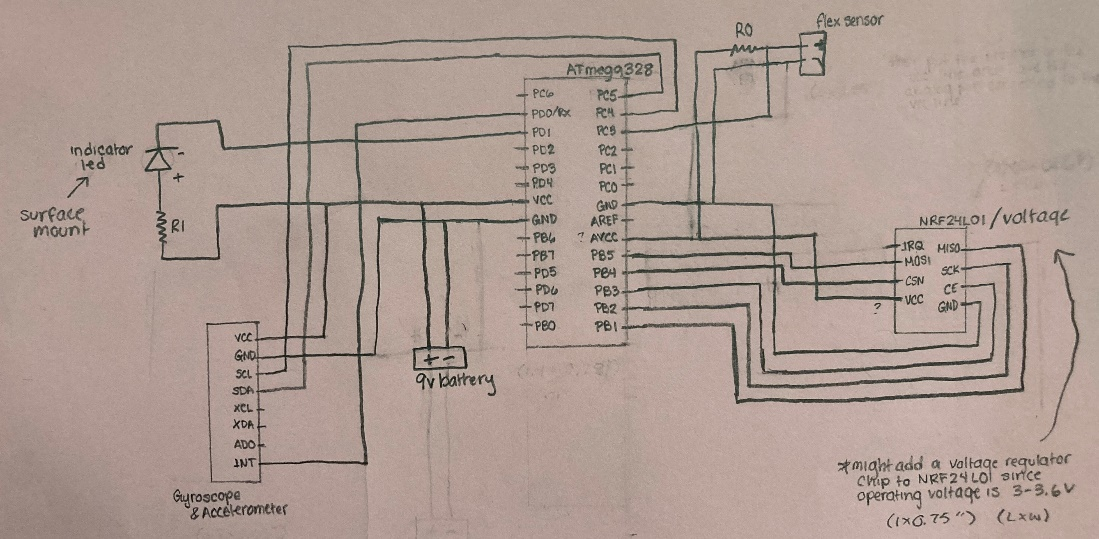 flex sensor
R0
ATmega328
PC6
PD0/Rx
PD1
PD2
PD3
PD4
VCC
GND
PB6
PB7
PD5
PD6
PD7
PB0
PC5
PC4
PC3
PC2
PC1
PC0
GND
AREF
? AVCC
PB5
PB4
PB3
PB2
PB1
indicator
led
-
+
surface
mount
R1
NRF24L01/voltage
IRQ
MOSI
CSN
VCC
?
MISO
SCK
CE
GND
VCC
GND
SCL
SDA
XCL
XDA
ADO
INT
Gyroscope
& Accelerometer
+ -
9v battery
*might add a voltage regulator
chip to NRF24L01 since
operating voltage is 3-3.6V
(1x0.75") (LxW)